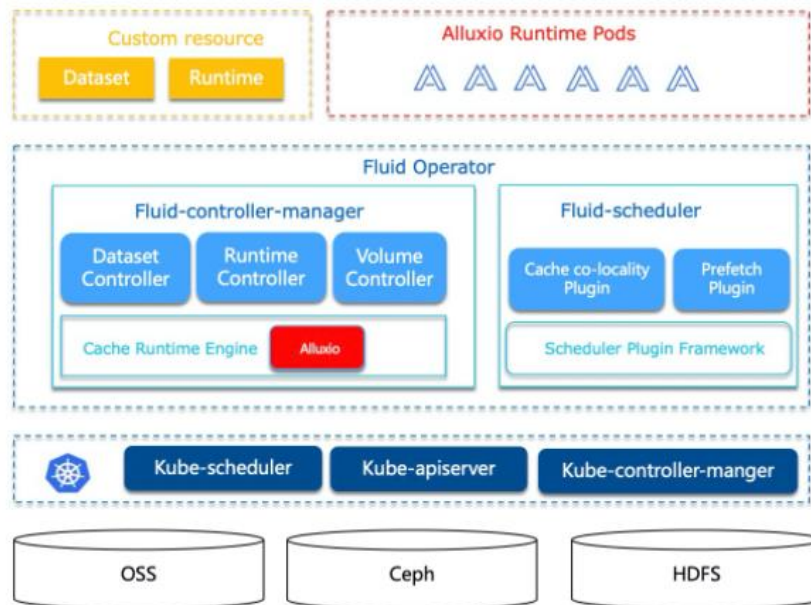 Custom resource
Dataset
Runtime
Alluxio Runtime Pods
Fluid Operator
Fluid-controller-manager
Dataset
Controller
Runtime
Controller
Volume
Controller
Cache Runtime Engine
Alluxio
Fluid-scheduler
Cache co-locality
Plugin
Prefetch
Plugin
Scheduler Plugin Framework
Kube-scheduler
Kube-apiserver
Kube-controller-manger
OSS
Ceph
HDFS